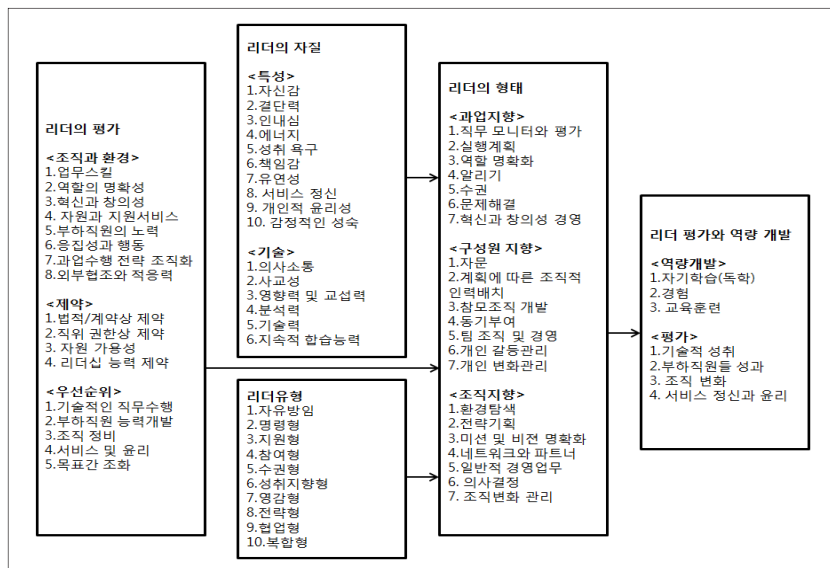 리더의 평가
<조직과 환경>
1.업무스킬
2.역할의 명확성
3.혁신과 창의성
4. 자원과 지원서비스
5.부하직원의 노력
6.응집성과 행동
7.과업수행 전략 조직화
8.외부협조와 적응력
<제약>
1.법적/계약상 제약
2.직위 권한상 제약
3. 자원 가용성
4. 리더십 능력 제약
<우선순위>
1.기술적인 직무수행
2.부하직원 능력개발
3.조직 정비
4.서비스 및 윤리
5.목표간 조화
리더의 자질
<특성>
1.자신감
2.결단력
3.인내심
4.에너지
5.성취 욕구
6.책임감
7.유연성
8. 서비스 정신
9. 개인적 윤리성
10. 감정적인 성숙
<기술>
1.의사소통
2.사교성
3.영향력 및 교섭력
4.분석력
5.기술력
6.지속적 합습능력
리더유형
1.자유방임
2.명령형
3.지원형
4.참여형
5.수권형
6.성취지향형
7.영감형
8.전략형
9.협업형
10.복합형
리더의 형태
<과업지향>
1.직무 모니터와 평가
2.실행계획
3.역할 명확화
4.알리기
5.수권
6.문제해결
7.혁신과 창의성 경영
<구성원 지향>
1.자문
2.계획에 따른 조직적
인력배치
3.참모조직 개발
4.동기부여
5.팀 조직 및 경영
6.개인 갈등관리
7.개인 변화관리
<조직지향>
1.환경탐색
2.전략기획
3.미션 및 비젼 명확화
4.네트워크와 파트너
5.일반적 경영업무
6. 의사결정
7. 조직변화 관리
리더 평가와 역량 개발
<역량개발>
1.자기학습(독학)
2.경험
3. 교육훈련
<평가>
1.기술적 성취
2.부하직원들 성과
3. 조직 변화
4. 서비스 정신과 윤리